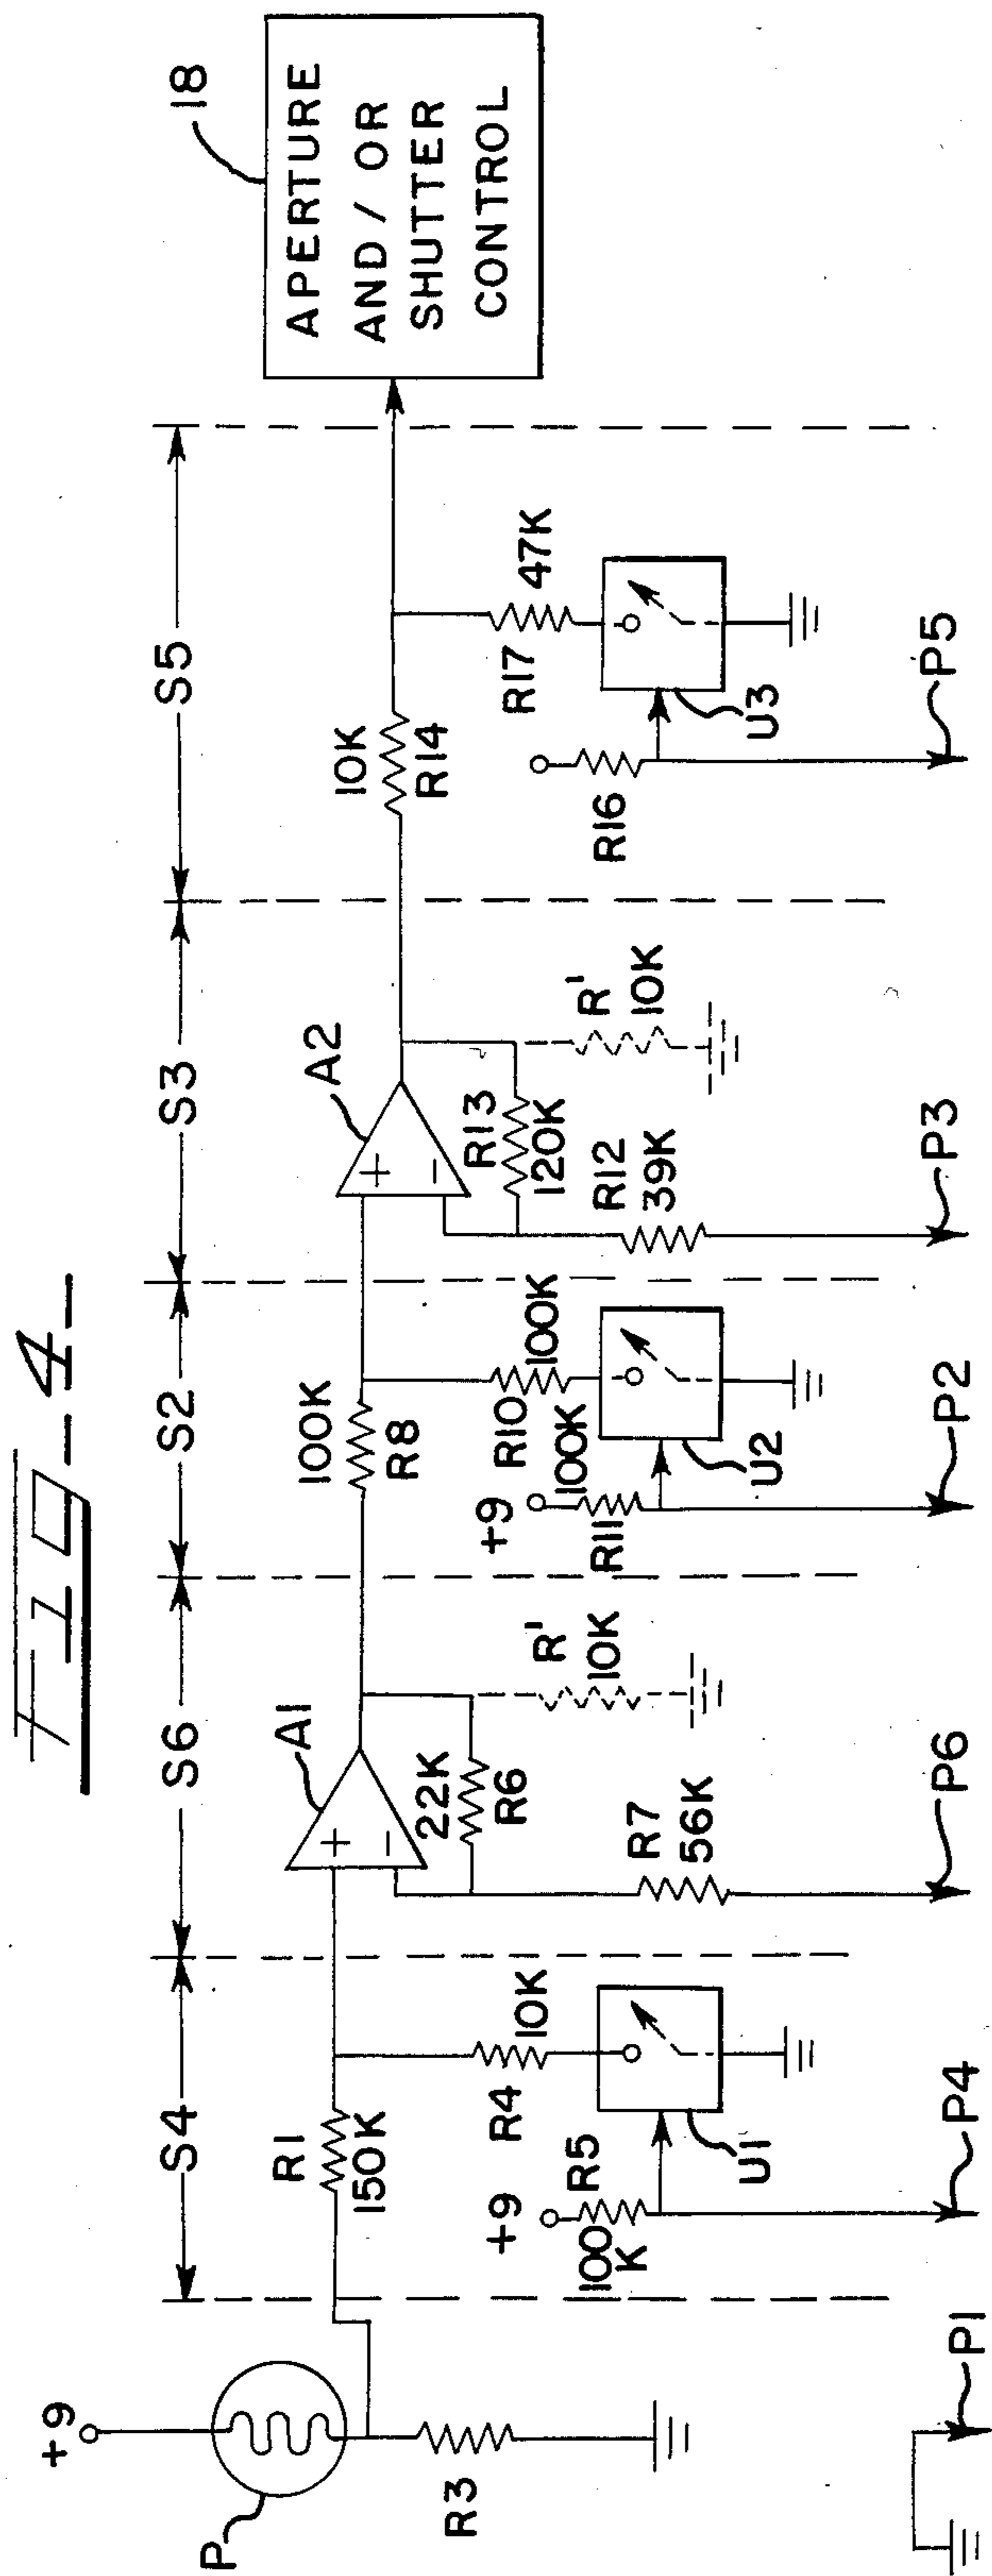 FIG-4-
S4
S6
S2
S3
S5
18
APERTURE
AND / OR
SHUTTER
CONTROL
+9
P
R3
R1
150K
R4
10K
+9
R5
100
K
U1
A1
+
−
22K
R6
R7
56K
R'
10K
100K
R8
R10
100K
+9
100K
R11
U2
A2
+
−
R13
120K
R12
39K
R'
10K
10K
R14
R17
47K
R16
U3
P1
P4
P6
P2
P3
P5